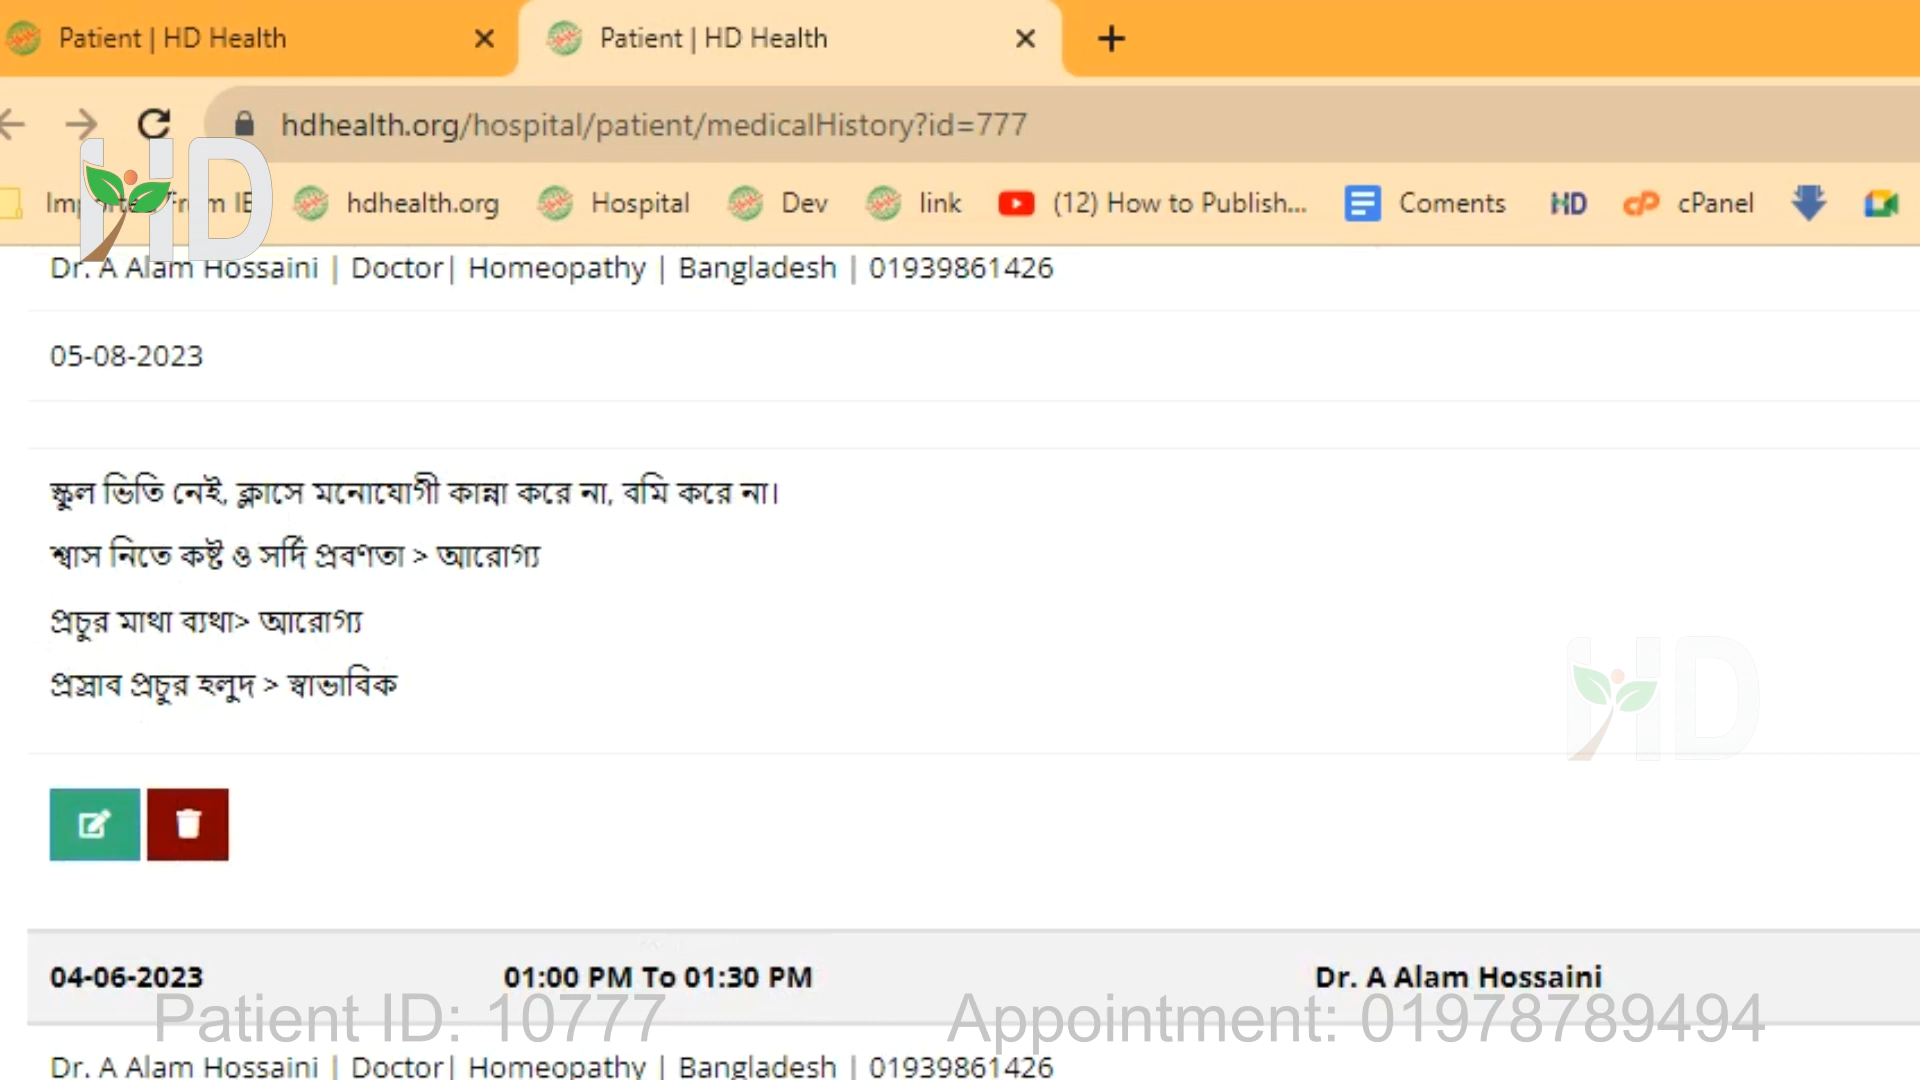 Patient | HD Health
Patient | HD Health
hdhealth.org/hospital/patient/medicalHistory?id=777
HD
hdhealth.org
Hospital
Dev
link
(12) How to Publish...
Coments
HD
cP
cPanel
Dr. A Alam Hossaini | Doctor| Homeopathy | Bangladesh | 01939861426
05-08-2023
স্কুল ভিতি নেই, ক্লাসে মনোযোগী কান্না করে না, বমি করে না।
শ্বাস নিতে কষ্ট ও সর্দি প্রবণতা > আরোগ্য
প্রচুর মাথা ব্যথা> আরোগ্য
প্রস্রাব প্রচুর হলুদ > স্বাভাবিক
HD
04-06-2023 01:00 PM To 01:30 PM Dr. A Alam Hossaini
Patient ID: 10777 Appointment: 01978789494
Dr. A Alam Hossaini | Doctor| Homeopathy | Bangladesh | 01939861426